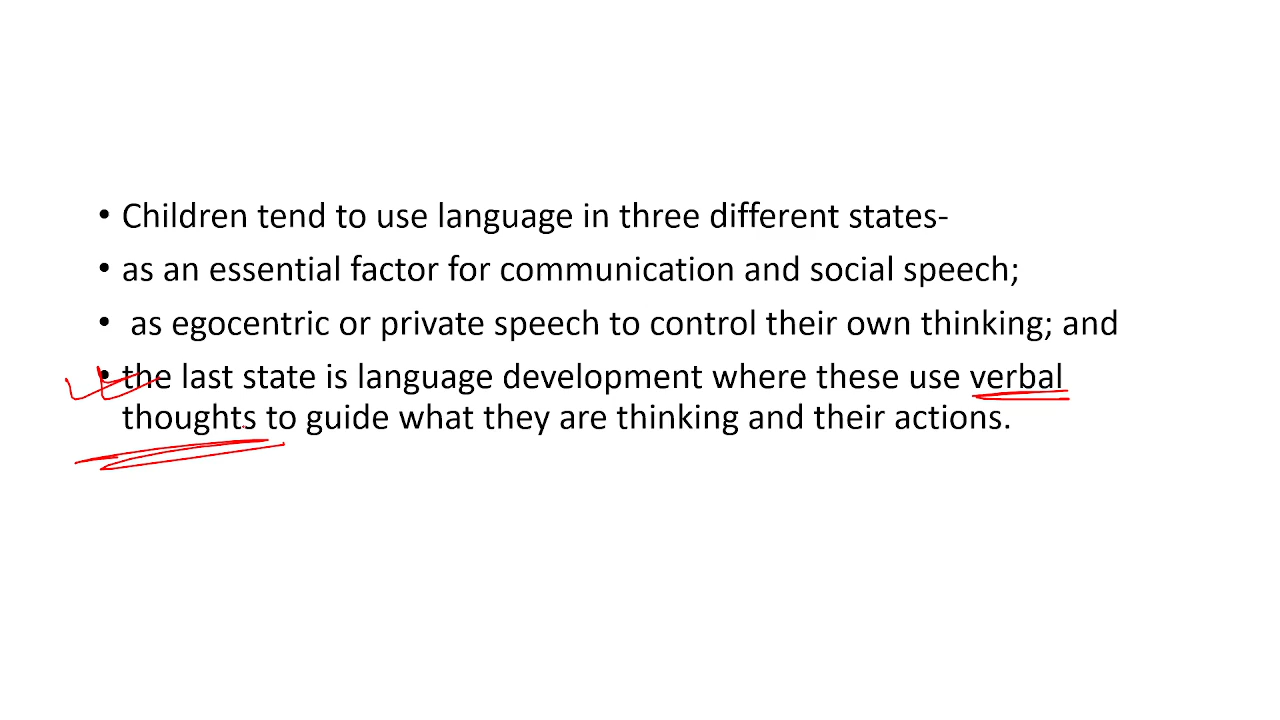 • Children tend to use language in three different states-
• as an essential factor for communication and social speech;
• as egocentric or private speech to control their own thinking; and
• the last state is language development where these use verbal
thoughts to guide what they are thinking and their actions.